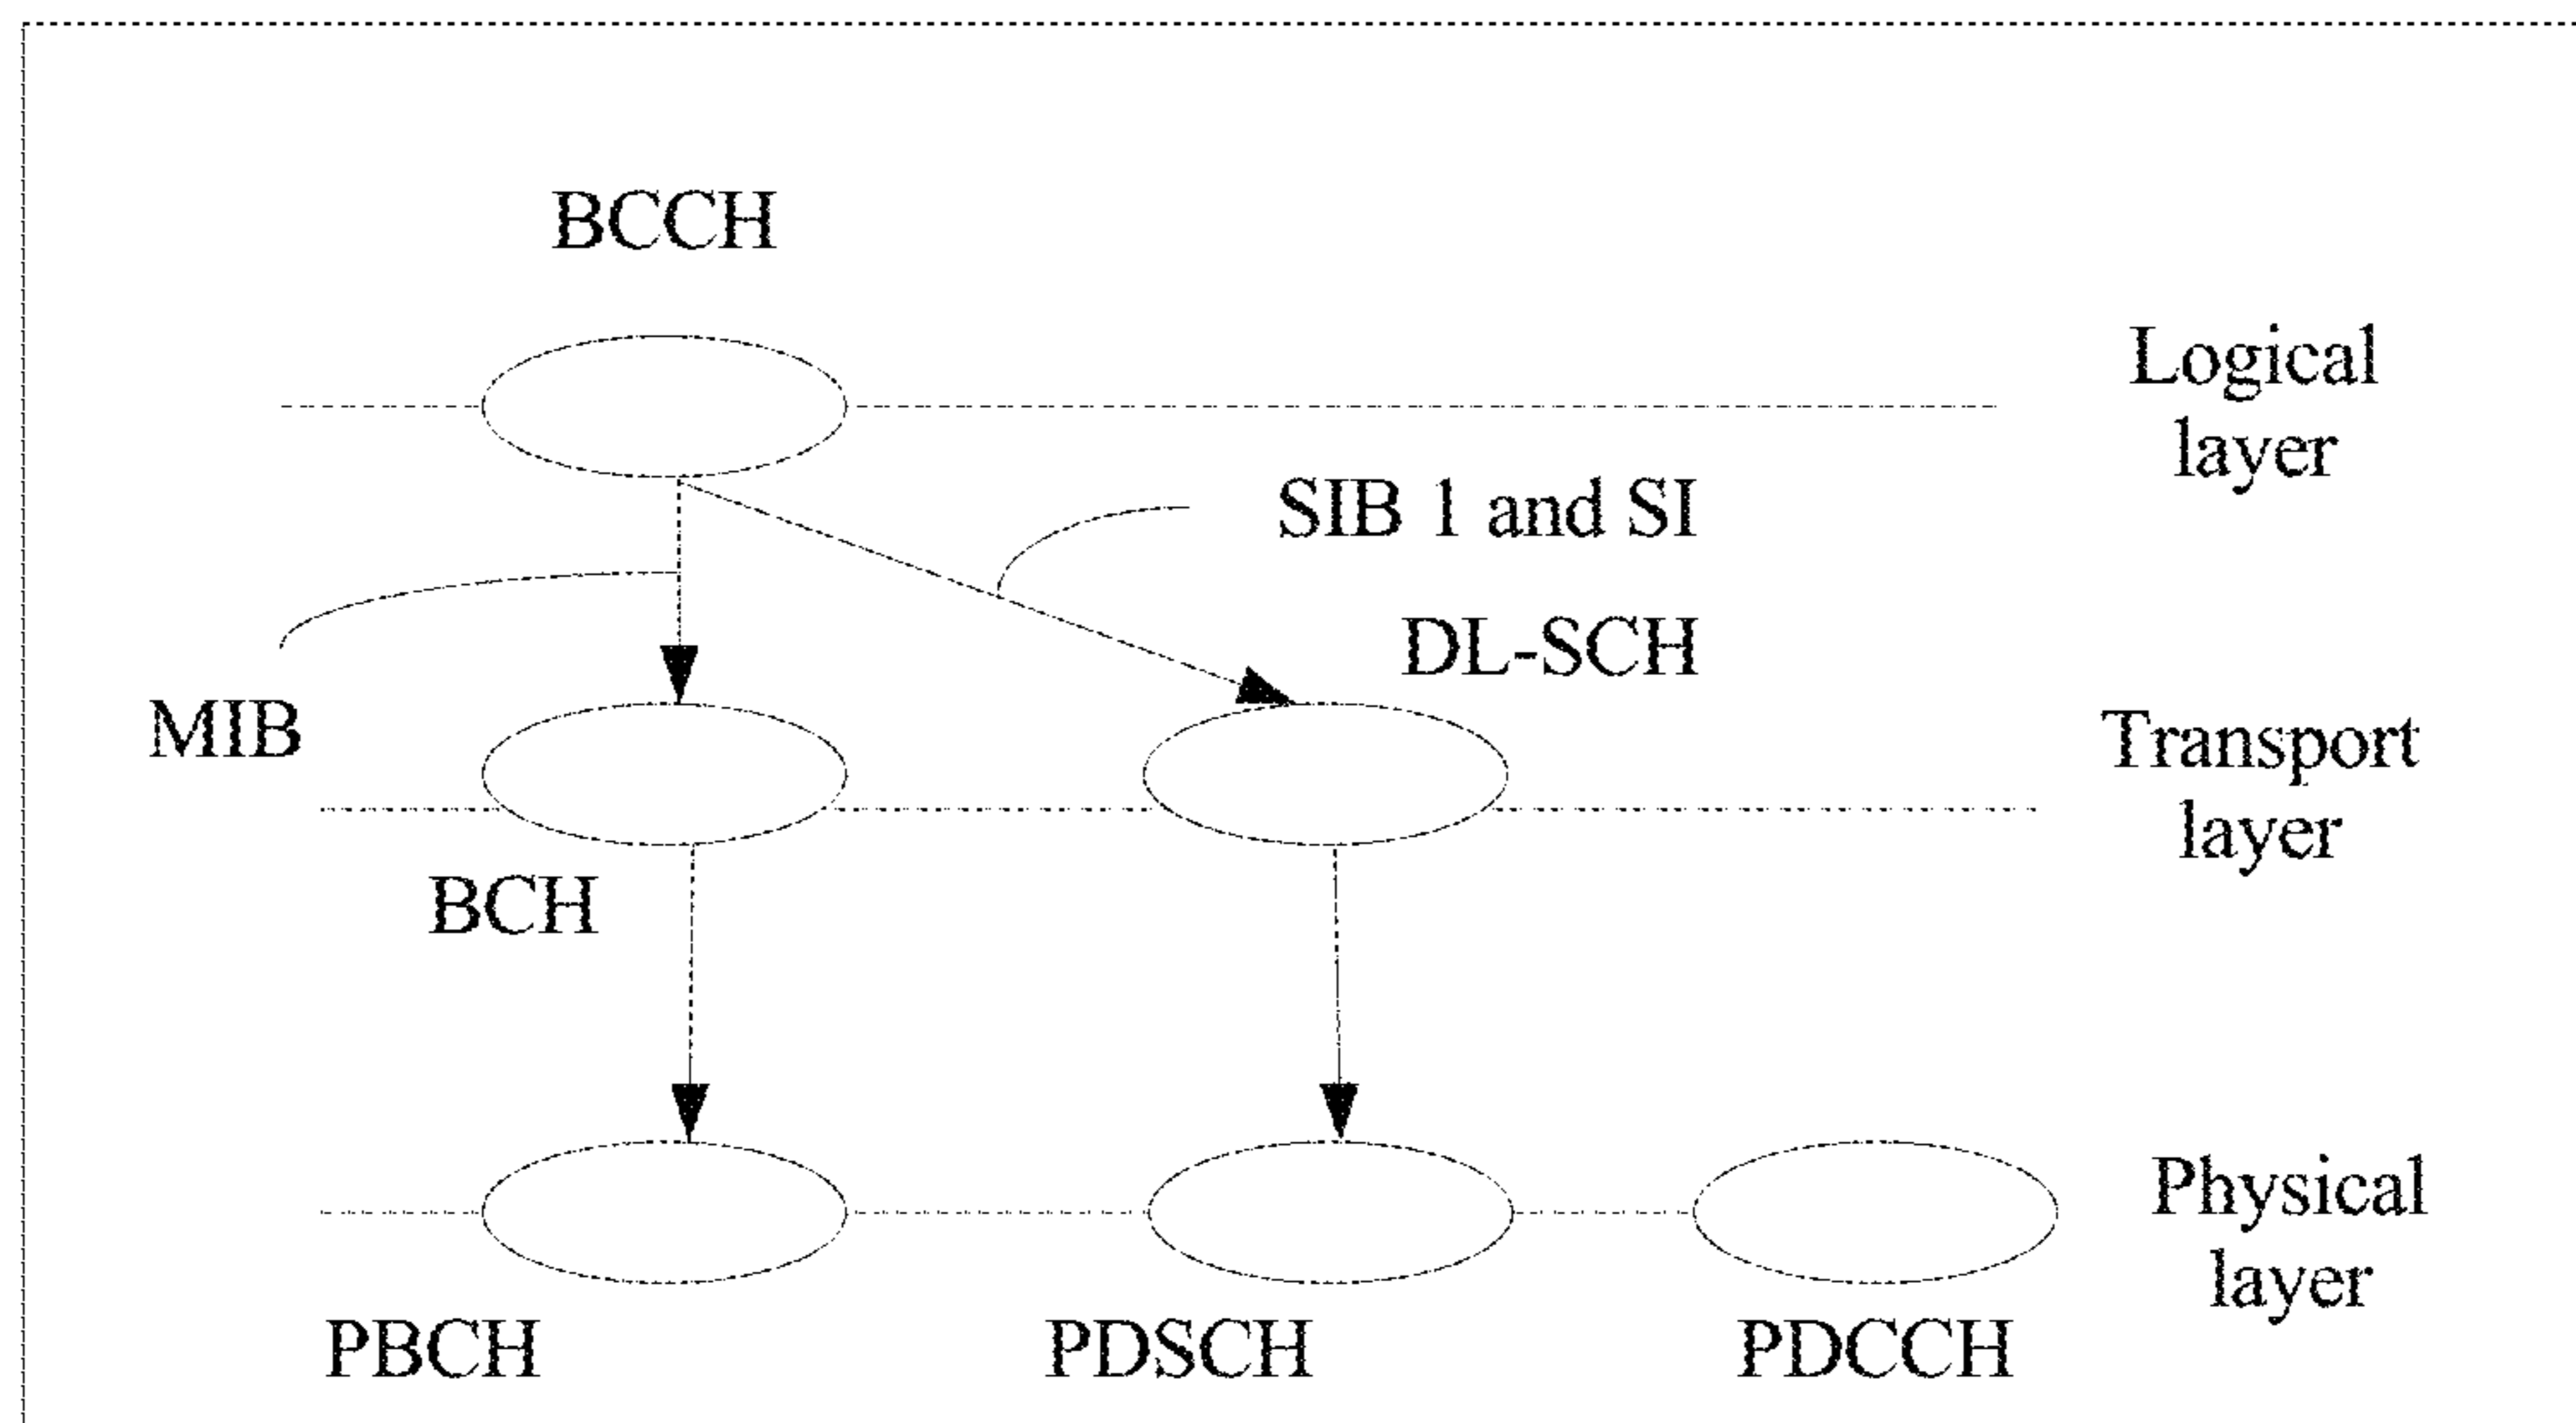 BCCH
Logical
layer
SIB 1 and SI
DL-SCH
MIB
Transport
layer
BCH
Physical
layer
PBCH
PDSCH
PDCCH